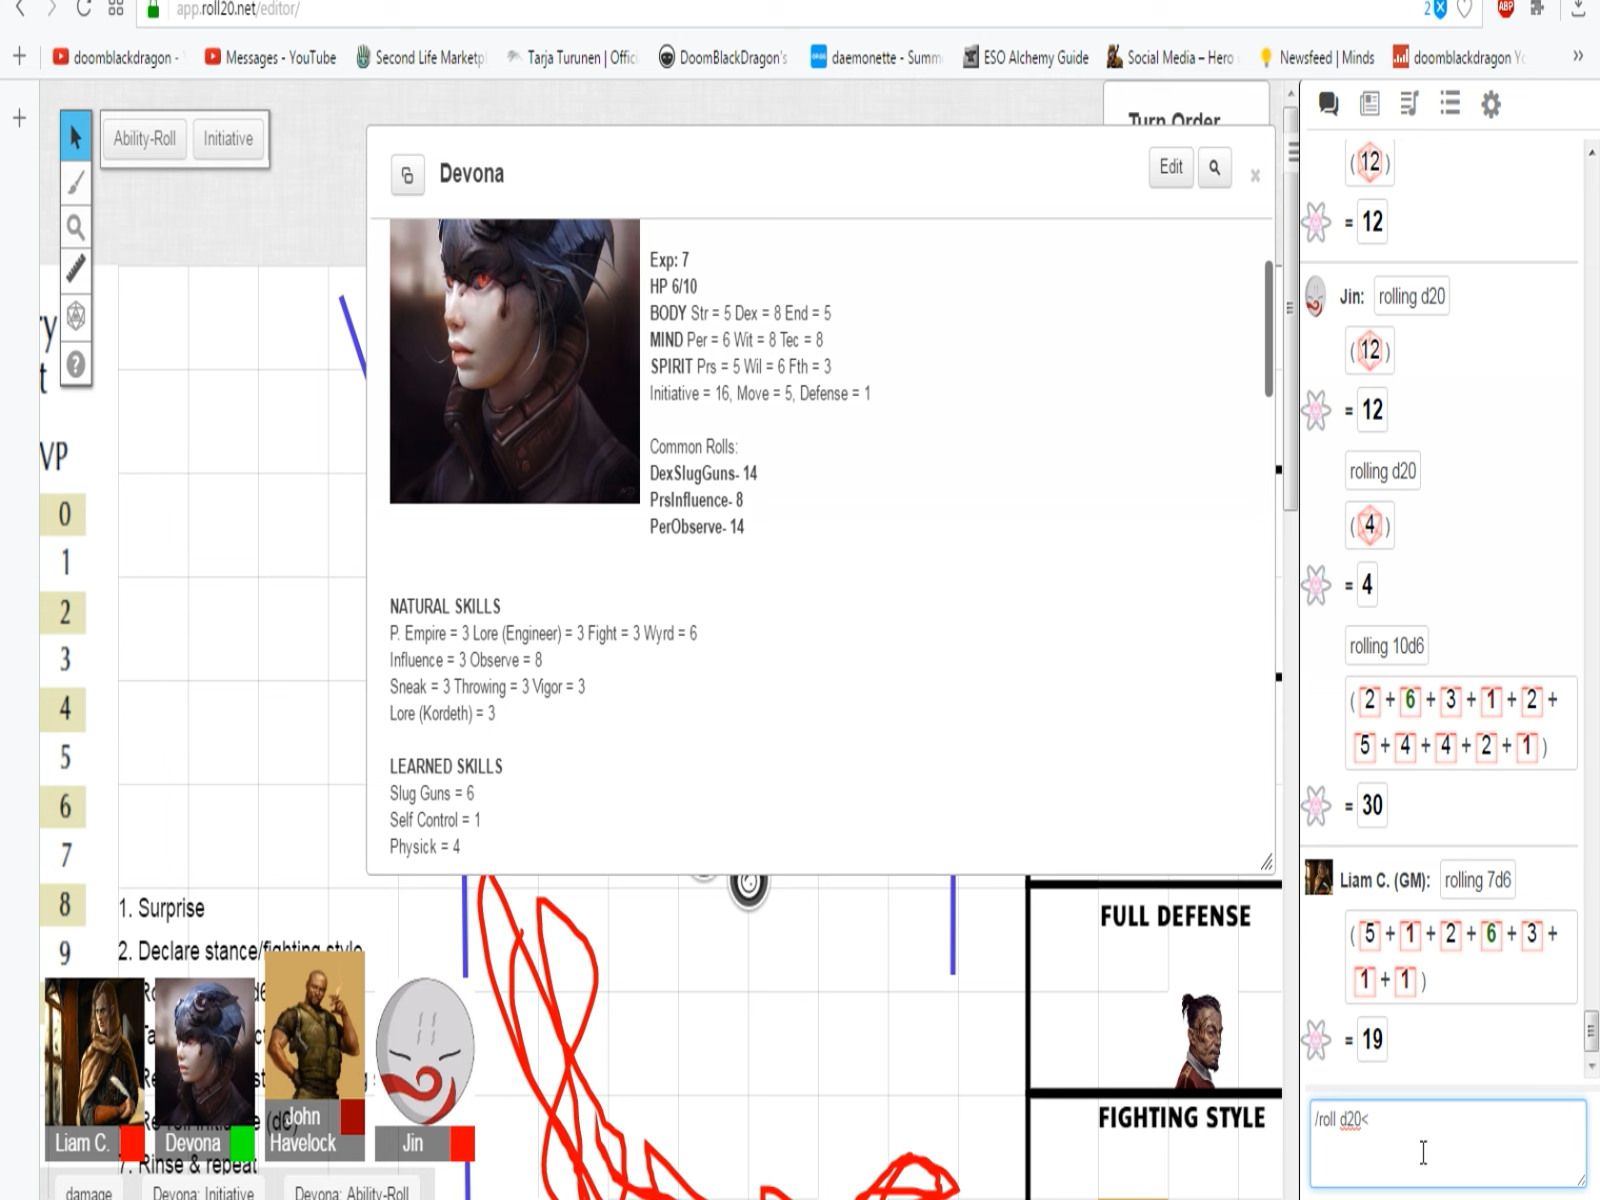 app.roll20.net/editor/
2
ABP
doomblackdragon -
Messages - YouTube
Second Life Marketp
Tarja Turunen | Offici
DoomBlackDragon's
daemonette - Summ
ESO Alchemy Guide
Social Media – Hero
Newsfeed | Minds
doomblackdragon Yo
Ability-Roll
Initiative
Turn Order
Devona
Edit
Exp: 7
HP 6/10
BODY Str = 5 Dex = 8 End = 5
MIND Per = 6 Wit = 8 Tec = 8
SPIRIT Prs = 5 Wil = 6 Fth = 3
Initiative = 16, Move = 5, Defense = 1
Common Rolls:
DexSlugGuns- 14
PrsInfluence- 8
PerObserve- 14
NATURAL SKILLS
P. Empire = 3 Lore (Engineer) = 3 Fight = 3 Wyrd = 6
Influence = 3 Observe = 8
Sneak = 3 Throwing = 3 Vigor = 3
Lore (Kordeth) = 3
LEARNED SKILLS
Slug Guns = 6
Self Control = 1
Physick = 4
VP
0
1
2
3
4
5
6
7
8
9
1. Surprise
2. Declare stance/fighting style
7. Rinse & repeat
Liam C.
Devona
John
Havelock
Jin
damage
Devona: Initiative
Devona: Ability-Roll
FULL DEFENSE
FIGHTING STYLE
(12)
= 12
Jin: rolling d20
(12)
= 12
rolling d20
(4)
= 4
rolling 10d6
(2 + 6 + 3 + 1 + 2 +
5 + 4 + 4 + 2 + 1)
= 30
Liam C. (GM): rolling 7d6
(5 + 1 + 2 + 6 + 3 +
1 + 1)
= 19
/roll d20<